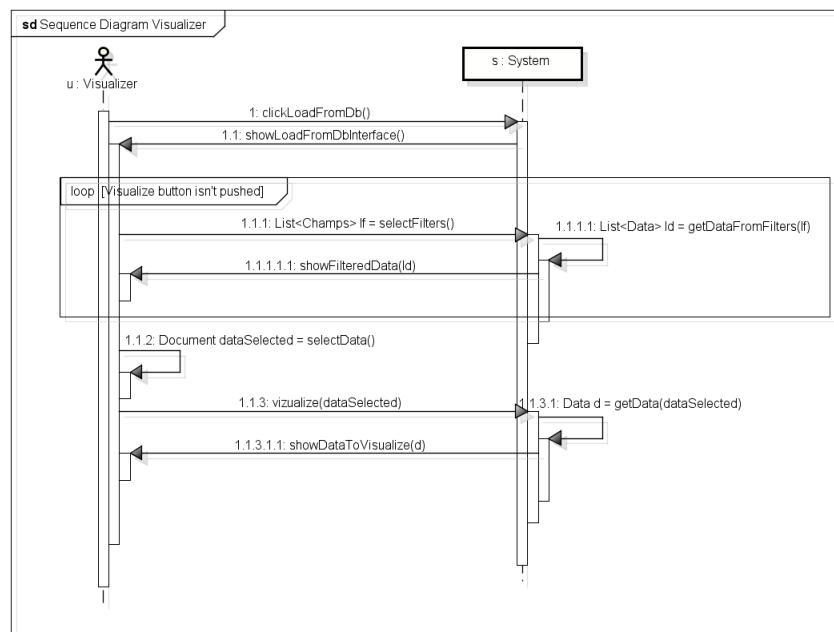 sd Sequence Diagram Visualizer
u : Visualizer
s : System
1: clickLoadFromDb()
1.1: showLoadFromDbInterface()
loop [Visualize button isn't pushed]
1.1.1: List<Champs> lf = selectFilters()
1.1.1.1: List<Data> ld = getDataFromFilters(lf)
1.1.1.1.1: showFilteredData(ld)
1.1.2: Document dataSelected = selectData()
1.1.3: vizualize(dataSelected)
1.1.3.1: Data d = getData(dataSelected)
1.1.3.1.1: showDataToVisualize(d)